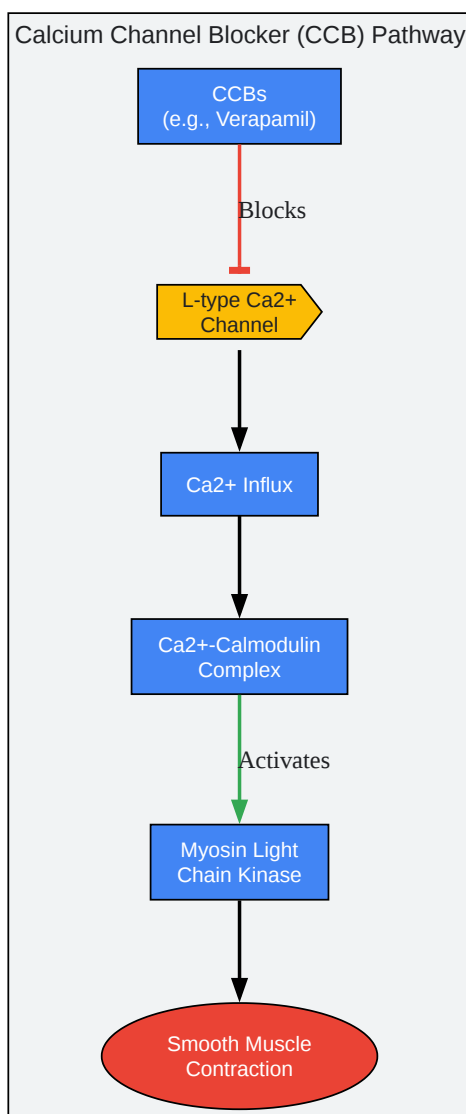 Calcium Channel Blocker (CCB) Pathway
CCBs
(e.g., Verapamil)
Blocks
L-type Ca2+
Channel
Ca2+ Influx
Ca2+-Calmodulin
Complex
Activates
Myosin Light
Chain Kinase
Smooth Muscle
Contraction